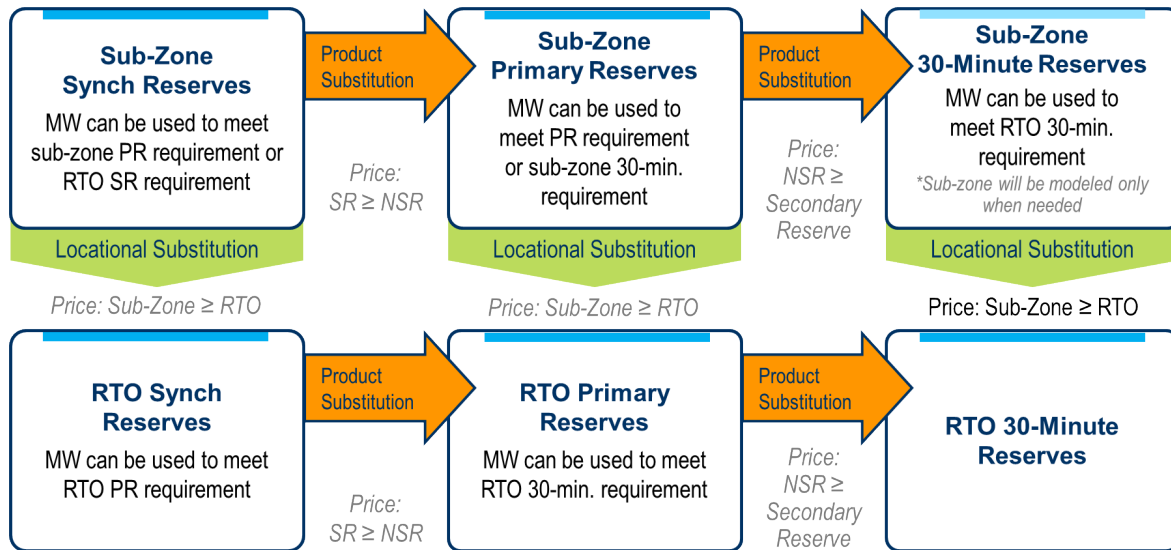 Sub-Zone
Synch Reserves
MW can be used to meet
sub-zone PR requirement or
RTO SR requirement
Product
Substitution
Price:
SR ≥ NSR
Sub-Zone
Primary Reserves
MW can be used to
meet PR requirement
or sub-zone 30-min.
requirement
Product
Substitution
Price:
NSR ≥
Secondary
Reserve
Sub-Zone
30-Minute Reserves
MW can be used to
meet RTO 30-min.
requirement
*Sub-zone will be modeled only
when needed
Locational Substitution
Locational Substitution
Locational Substitution
Price: Sub-Zone ≥ RTO
Price: Sub-Zone ≥ RTO
Price: Sub-Zone ≥ RTO
RTO Synch
Reserves
MW can be used to meet
RTO PR requirement
Product
Substitution
Price:
SR ≥ NSR
RTO Primary
Reserves
MW can be used to meet
RTO 30-min. requirement
Product
Substitution
Price:
NSR ≥
Secondary
Reserve
RTO 30-Minute
Reserves